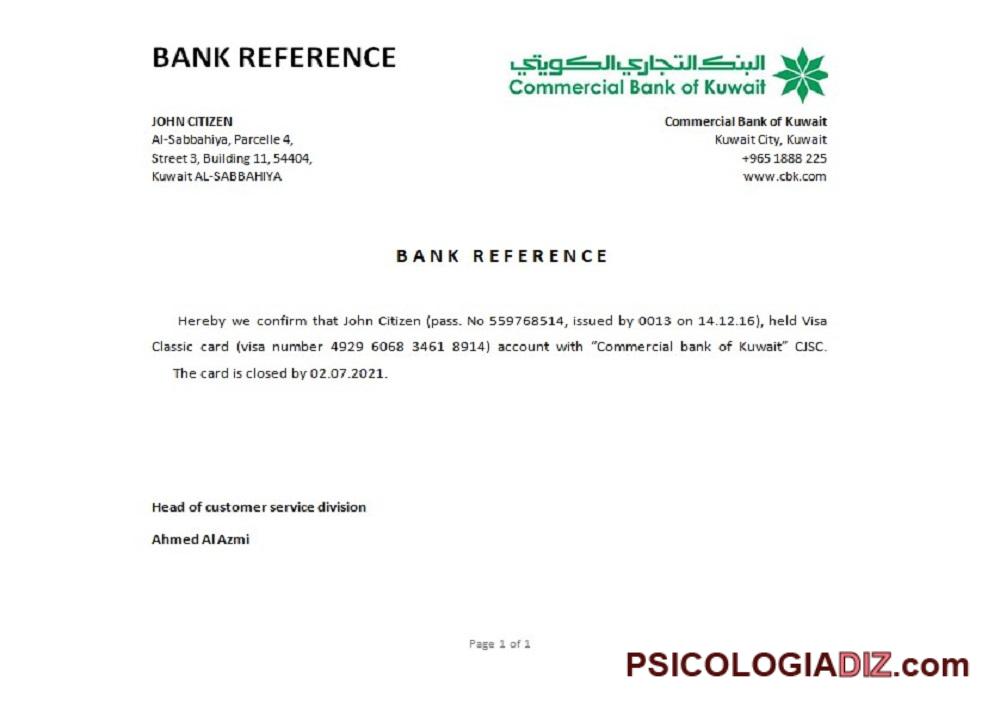 BANK REFERENCE
البنك التجاري الكويتي
Commercial Bank of Kuwait
JOHN CITIZEN
Al-Sabbahiya, Parcelle 4,
Street 3, Building 11, 54404,
Kuwait AL-SABBAHIYA
Commercial Bank of Kuwait
Kuwait City, Kuwait
+965 1888 225
www.cbk.com
BANK REFERENCE
Hereby we confirm that John Citizen (pass. No 559768514, issued by 0013 on 14.12.16), held Visa
Classic card (visa number 4929 6068 3461 8914) account with “Commercial bank of Kuwait” CJSC.
The card is closed by 02.07.2021.
Head of customer service division
Ahmed Al Azmi
Page 1 of 1
PSICOLOGIADIZ.com